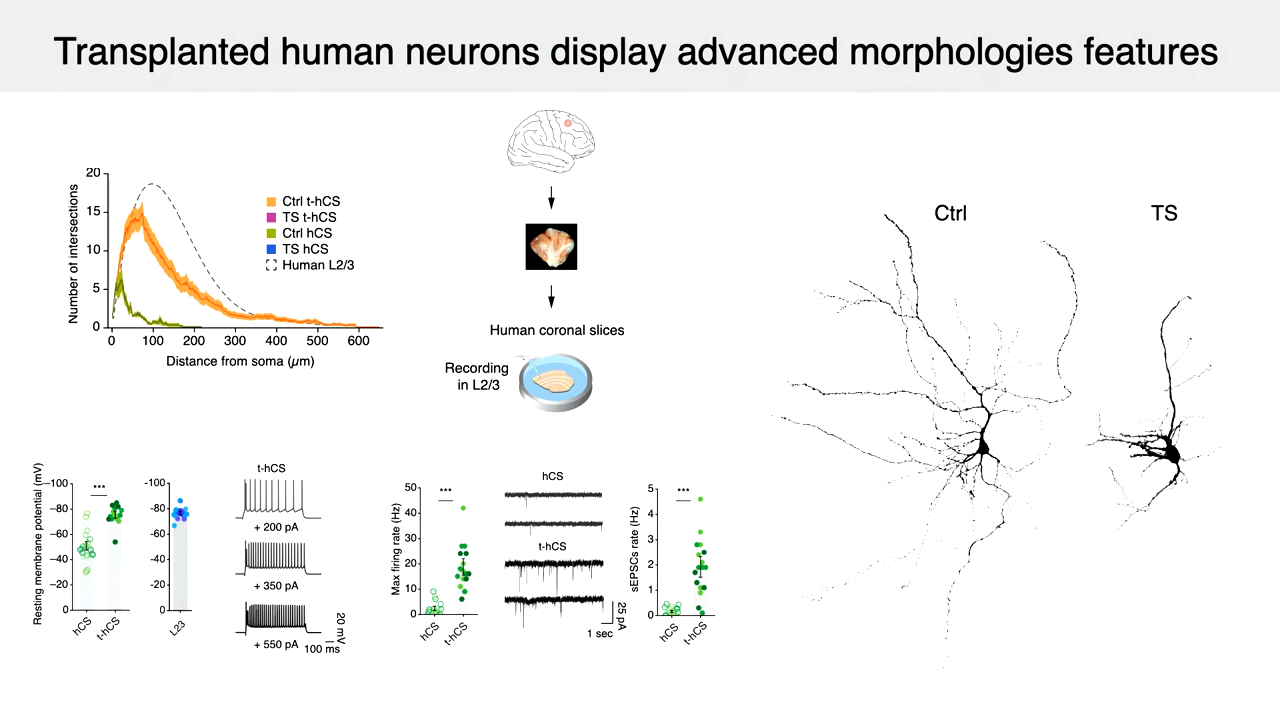 Transplanted human neurons display advanced morphologies features
Number of intersections
20
15
10
5
0
0 100 200 300 400 500 600
Distance from soma (μm)
Ctrl t-hCS
TS t-hCS
Ctrl hCS
TS hCS
Human L2/3
Human coronal slices
Recording
in L2/3
Ctrl
TS
Resting membrane potential (mV)
−100
−80
−60
−40
−20
0
***
hCS
t-hCS
-100
-80
-60
-40
-20
0
L23
t-hCS
+ 200 pA
+ 350 pA
+ 550 pA
20 mV
100 ms
Max firing rate (Hz)
50
40
30
20
10
0
***
hCS
t-hCS
hCS
t-hCS
25 pA
1 sec
sEPSCs rate (Hz)
5
4
3
2
1
0
***
hCS
t-hCS